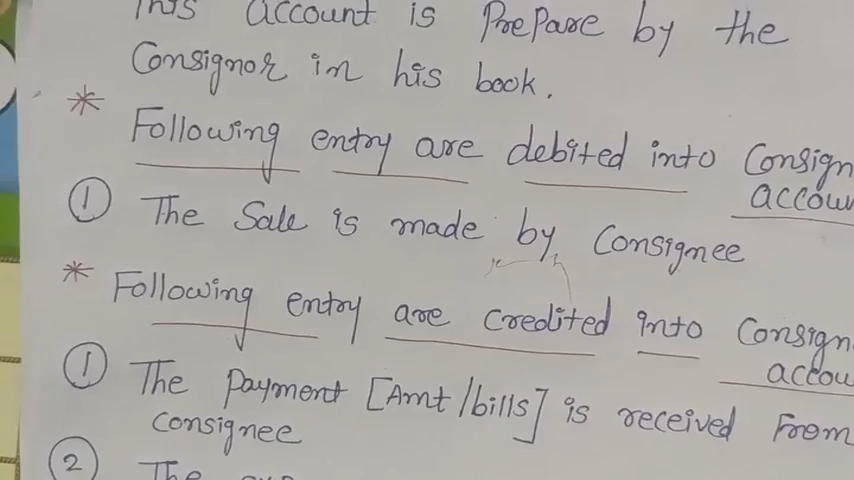 This account is Prepare by the
Consignor in his book.
* Following entry are debited into Consign
accou
① The Sale is made by Consignee
* Following entry are credited into Consign
accou
① The payment [Amt/bills] is received From
consignee
② The